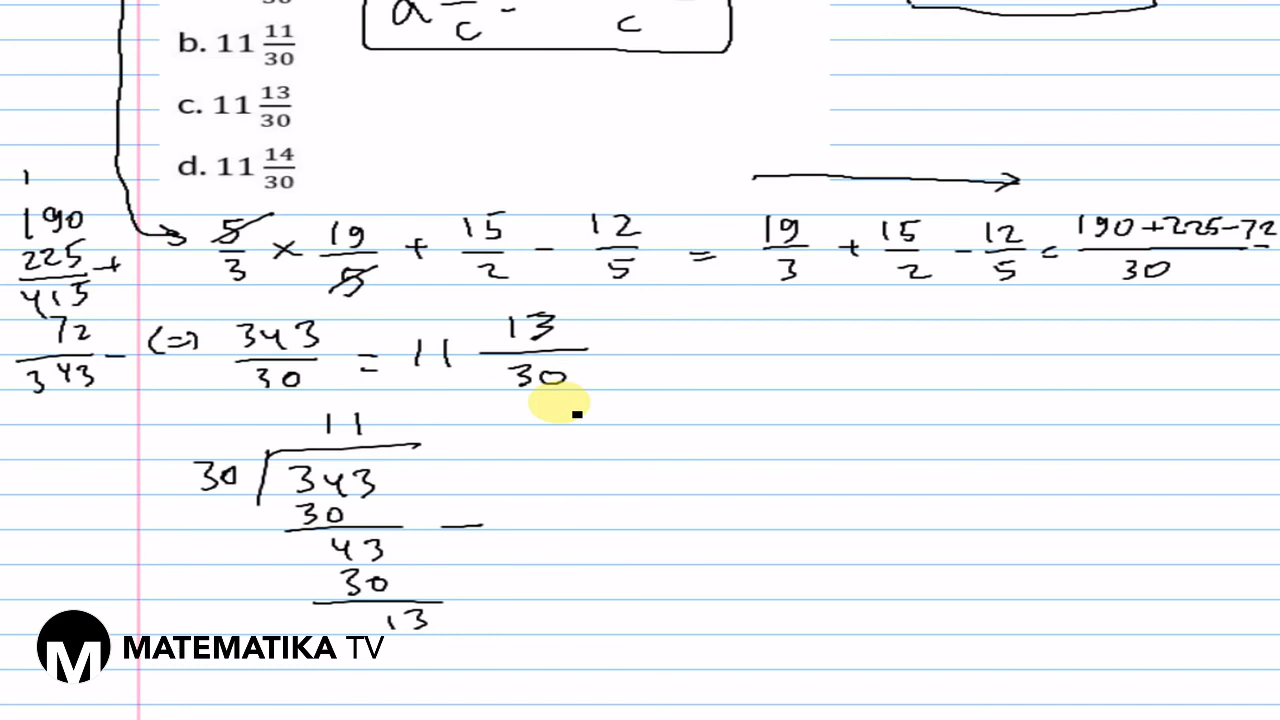 a/c = /c
b. 11 11/30
c. 11 13/30
d. 11 14/30
1
190
225 +
415
72 -
343
5/3 × 19/5 + 15/2 - 12/5 = 19/3 + 15/2 - 12/5 = 190+225-72/30 =
(=) 343/30 = 11 13/30
11
30 343
30 -
43
30
13
M MATEMATIKA TV